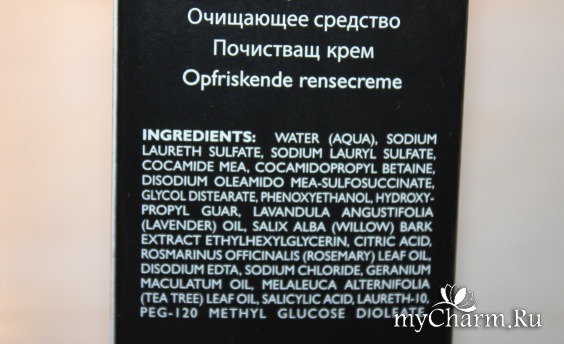 Очищающее средство
Почистващ крем
Opfriskende rensecreme
INGREDIENTS: WATER (AQUA), SODIUM
LAURETH SULFATE, SODIUM LAURYL SULFATE,
COCAMIDE MEA, COCAMIDOPROPYL BETAINE,
DISODIUM OLEAMIDO MEA-SULFOSUCCINATE,
GLYCOL DISTEARATE, PHENOXYETHANOL, HYDROXY-
PROPYL GUAR, LAVANDULA ANGUSTIFOLIA
(LAVENDER) OIL, SALIX ALBA (WILLOW) BARK
EXTRACT ETHYLHEXYLGLYCERIN, CITRIC ACID,
ROSMARINUS OFFICINALIS (ROSEMARY) LEAF OIL,
DISODIUM EDTA, SODIUM CHLORIDE, GERANIUM
MACULATUM OIL, MELALEUCA ALTERNIFOLIA
(TEA TREE) LEAF OIL, SALICYLIC ACID, LAURETH-10,
PEG-120 METHYL GLUCOSE DIOLEATE
myCharm.Ru